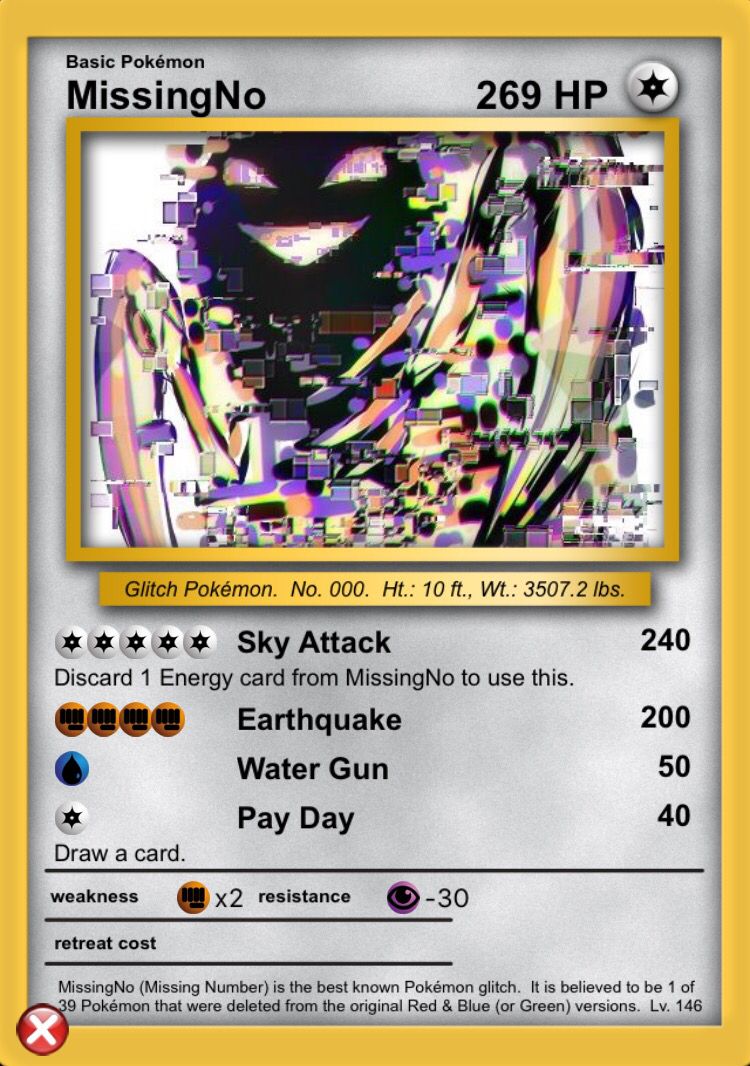 Basic Pokémon
MissingNo 269 HP
Glitch Pokémon. No. 000. Ht.: 10 ft., Wt.: 3507.2 lbs.
Sky Attack 240
Discard 1 Energy card from MissingNo to use this.
Earthquake 200
Water Gun 50
Pay Day 40
Draw a card.
weakness x2 resistance -30
retreat cost
MissingNo (Missing Number) is the best known Pokémon glitch. It is believed to be 1 of
39 Pokémon that were deleted from the original Red & Blue (or Green) versions. Lv. 146